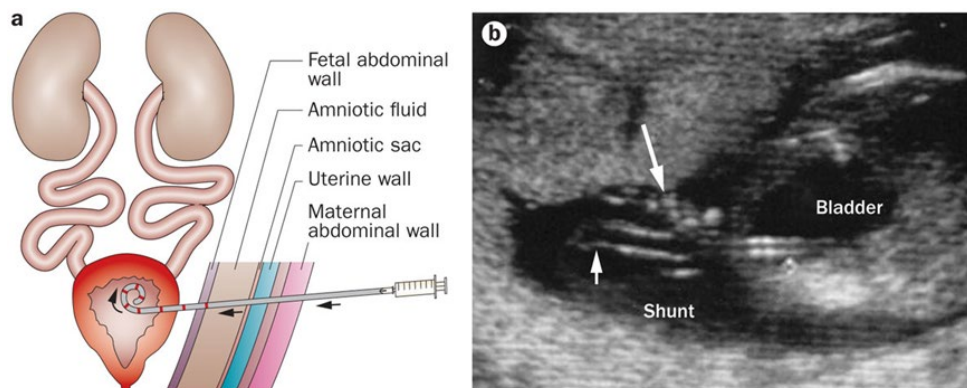 a
Fetal abdominal
wall
Amniotic fluid
Amniotic sac
Uterine wall
Maternal
abdominal wall
b
Bladder
Shunt